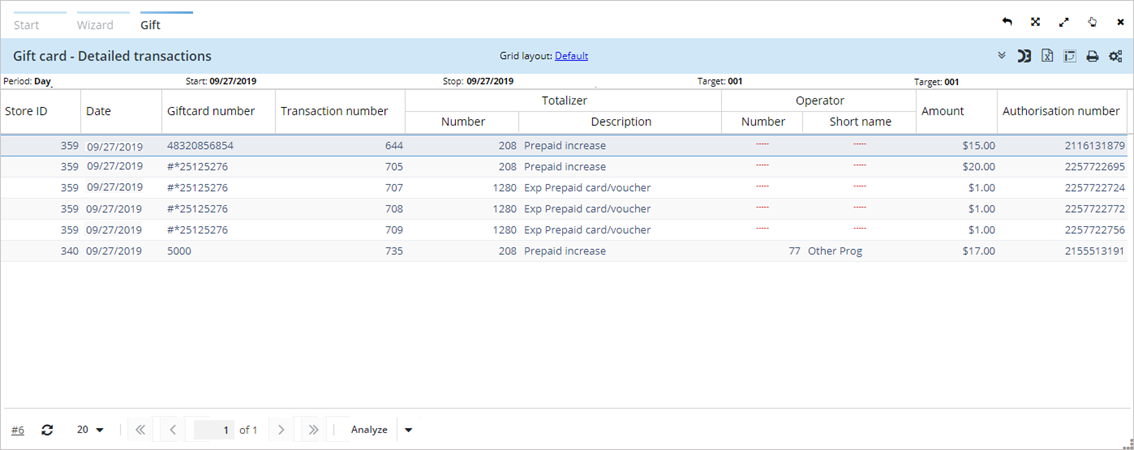 Start Wizard Gift
Gift card - Detailed transactions Grid layout: Default
Period: Day Start: 09/27/2019 Stop: 09/27/2019 Target: 001 Target: 001
Totalizer Operator
Store ID Date Giftcard number Transaction number Amount Authorisation number
Number Description Number Short name
359 09/27/2019 48320856854 644 208 Prepaid increase ----- ----- $15.00 2116131879
359 09/27/2019 #*25125276 705 208 Prepaid increase ----- ----- $20.00 2257722695
359 09/27/2019 #*25125276 707 1280 Exp Prepaid card/voucher ----- ----- $1.00 2257722724
359 09/27/2019 #*25125276 708 1280 Exp Prepaid card/voucher ----- ----- $1.00 2257722772
359 09/27/2019 #*25125276 709 1280 Exp Prepaid card/voucher ----- ----- $1.00 2257722756
340 09/27/2019 5000 735 208 Prepaid increase 77 Other Prog $17.00 2155513191
#6 20 1 of 1 Analyze